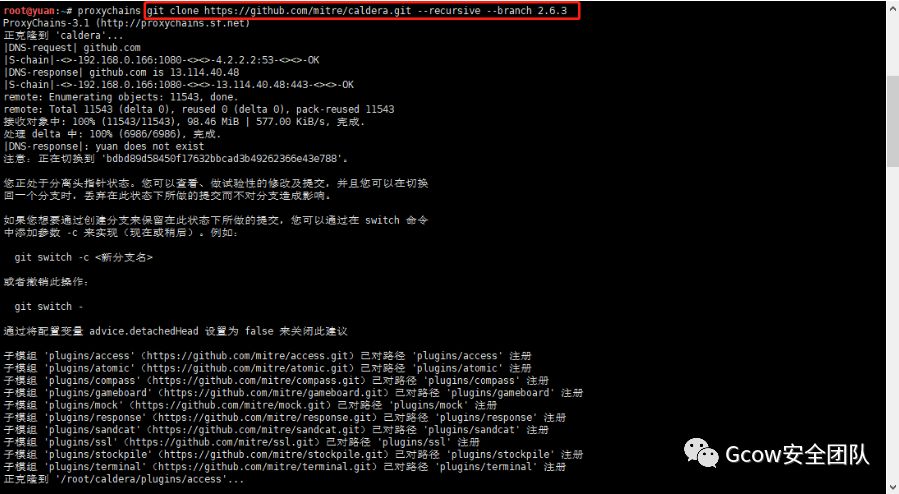 root@yuan:~# proxychains git clone https://github.com/mitre/caldera.git --recursive --branch 2.6.3
ProxyChains-3.1 (http://proxychains.sf.net)
正克隆到 'caldera'...
|DNS-request| github.com
|S-chain|-<>-192.168.0.166:1080-<><>-4.2.2.2:53-<><>-OK
|DNS-response| github.com is 13.114.40.48
|S-chain|-<>-192.168.0.166:1080-<><>-13.114.40.48:443-<><>-OK
remote: Enumerating objects: 11543, done.
remote: Total 11543 (delta 0), reused 0 (delta 0), pack-reused 11543
接收对象中: 100% (11543/11543), 98.46 MiB | 577.00 KiB/s, 完成.
处理 delta 中: 100% (6986/6986), 完成.
|DNS-response|: yuan does not exist
注意：正在切换到 'bdbd89d58450f17632bbcad3b49262366e43e788'。
您正处于分离头指针状态。您可以查看、做试验性的修改及提交，并且您可以在切换
回一个分支时，丢弃在此状态下所做的提交而不对分支造成影响。
如果您想要通过创建分支来保留在此状态下所做的提交，您可以通过在 switch 命令
中添加参数 -c 来实现（现在或稍后）。例如：
git switch -c <新分支名>
或者撤销此操作：
git switch -
通过将配置变量 advice.detachedHead 设置为 false 来关闭此建议
子模组 'plugins/access'（https://github.com/mitre/access.git）已对路径 'plugins/access' 注册
子模组 'plugins/atomic'（https://github.com/mitre/atomic.git）已对路径 'plugins/atomic' 注册
子模组 'plugins/compass'（https://github.com/mitre/compass.git）已对路径 'plugins/compass' 注册
子模组 'plugins/gameboard'（https://github.com/mitre/gameboard.git）已对路径 'plugins/gameboard' 注册
子模组 'plugins/mock'（https://github.com/mitre/mock.git）已对路径 'plugins/mock' 注册
子模组 'plugins/response'（https://github.com/mitre/response.git）已对路径 'plugins/response' 注册
子模组 'plugins/sandcat'（https://github.com/mitre/sandcat.git）已对路径 'plugins/sandcat' 注册
子模组 'plugins/ssl'（https://github.com/mitre/ssl.git）已对路径 'plugins/ssl' 注册
子模组 'plugins/stockpile'（https://github.com/mitre/stockpile.git）已对路径 'plugins/stockpile' 注册
子模组 'plugins/terminal'（https://github.com/mitre/terminal.git）已对路径 'plugins/terminal' 注册
正克隆到 '/root/caldera/plugins/access'...
Gcow安全团队